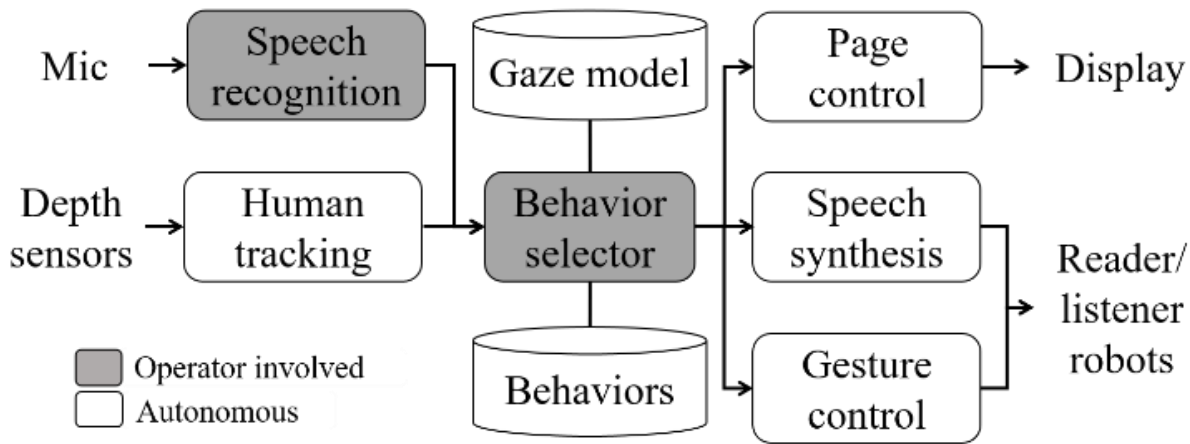 Mic
Speech
recognition
Gaze model
Page
control
Display
Depth
sensors
Human
tracking
Behavior
selector
Speech
synthesis
Reader/
listener
robots
Behaviors
Gesture
control
Operator involved
Autonomous